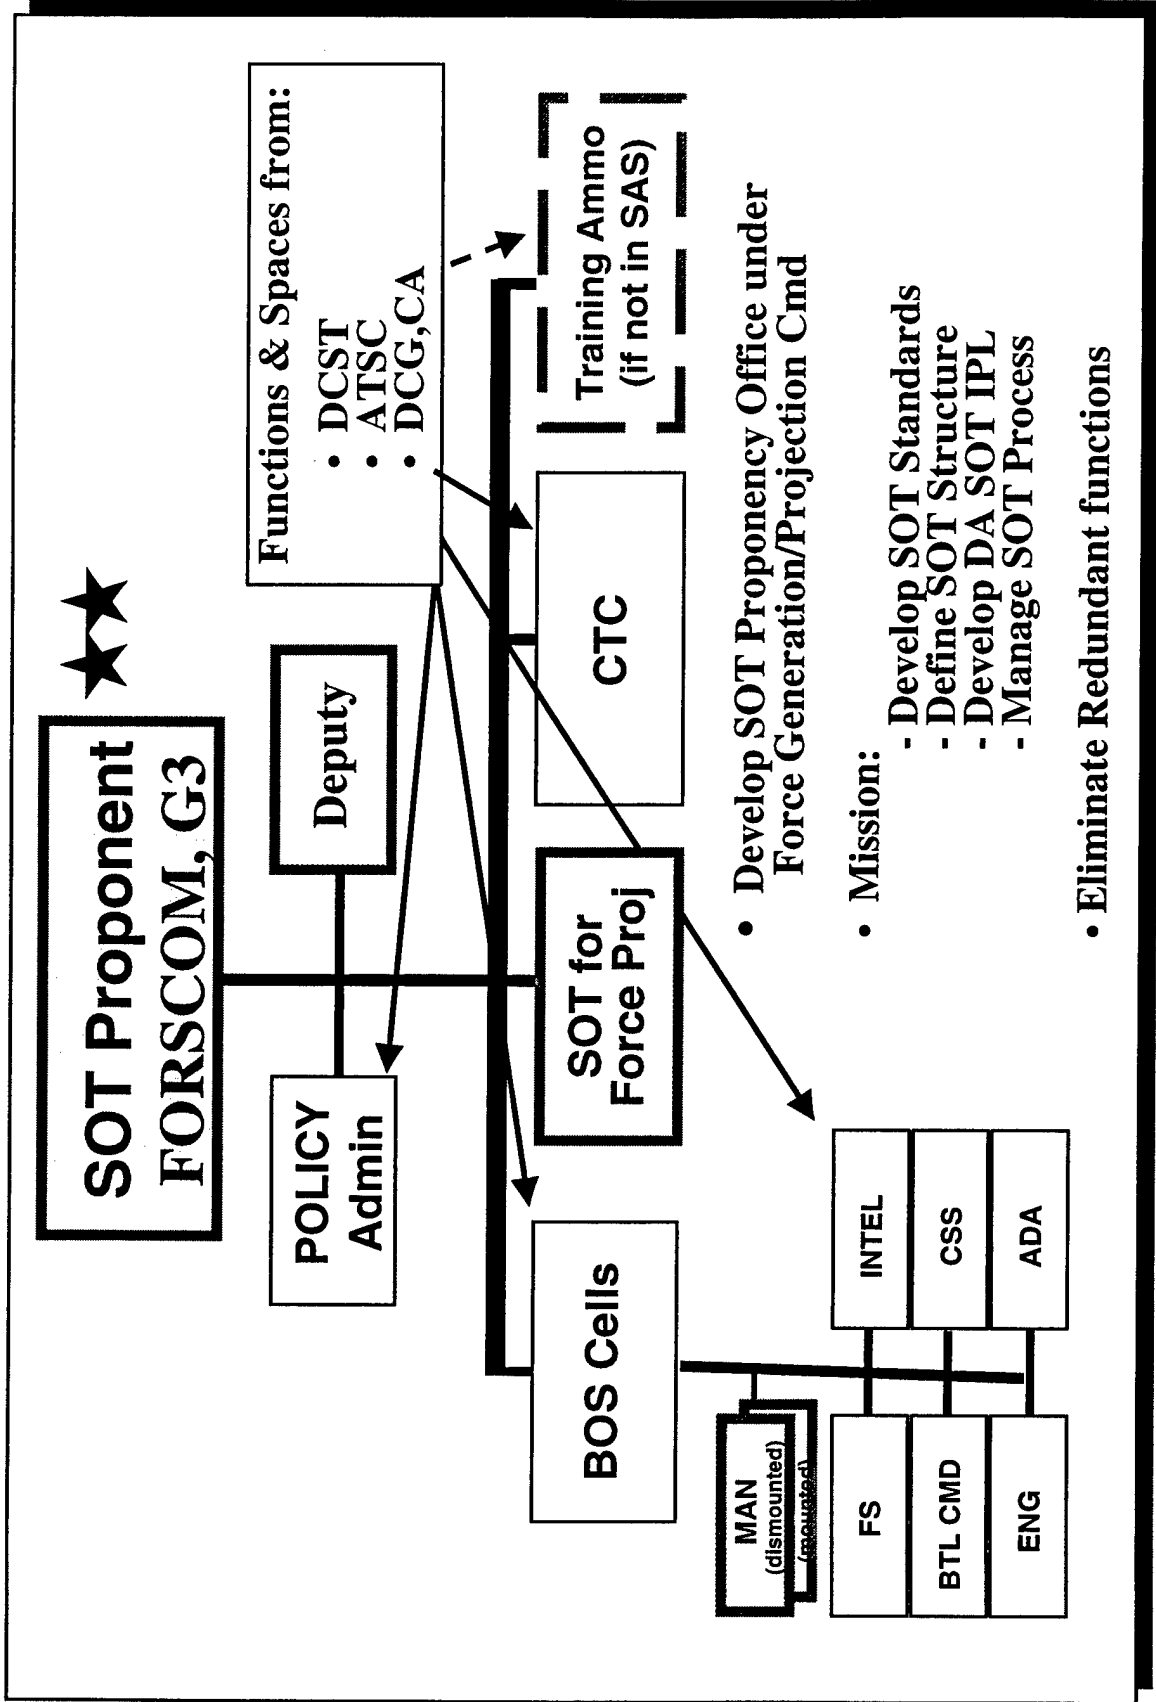 SOT Proponent
FORSCOM, G3
Functions & Spaces from:
• DCST
• ATSC
• DCG,CA
POLICY
Admin
Deputy
BOS Cells
SOT for
Force Proj
CTC
Training Ammo
(if not in SAS)
MAN
(dismounted)
(mounted)
FS
INTEL
BTL CMD
CSS
ENG
ADA
• Develop SOT Proponency Office under
Force Generation/Projection Cmd
• Mission:
- Develop SOT Standards
- Define SOT Structure
- Develop DA SOT IPL
- Manage SOT Process
• Eliminate Redundant functions